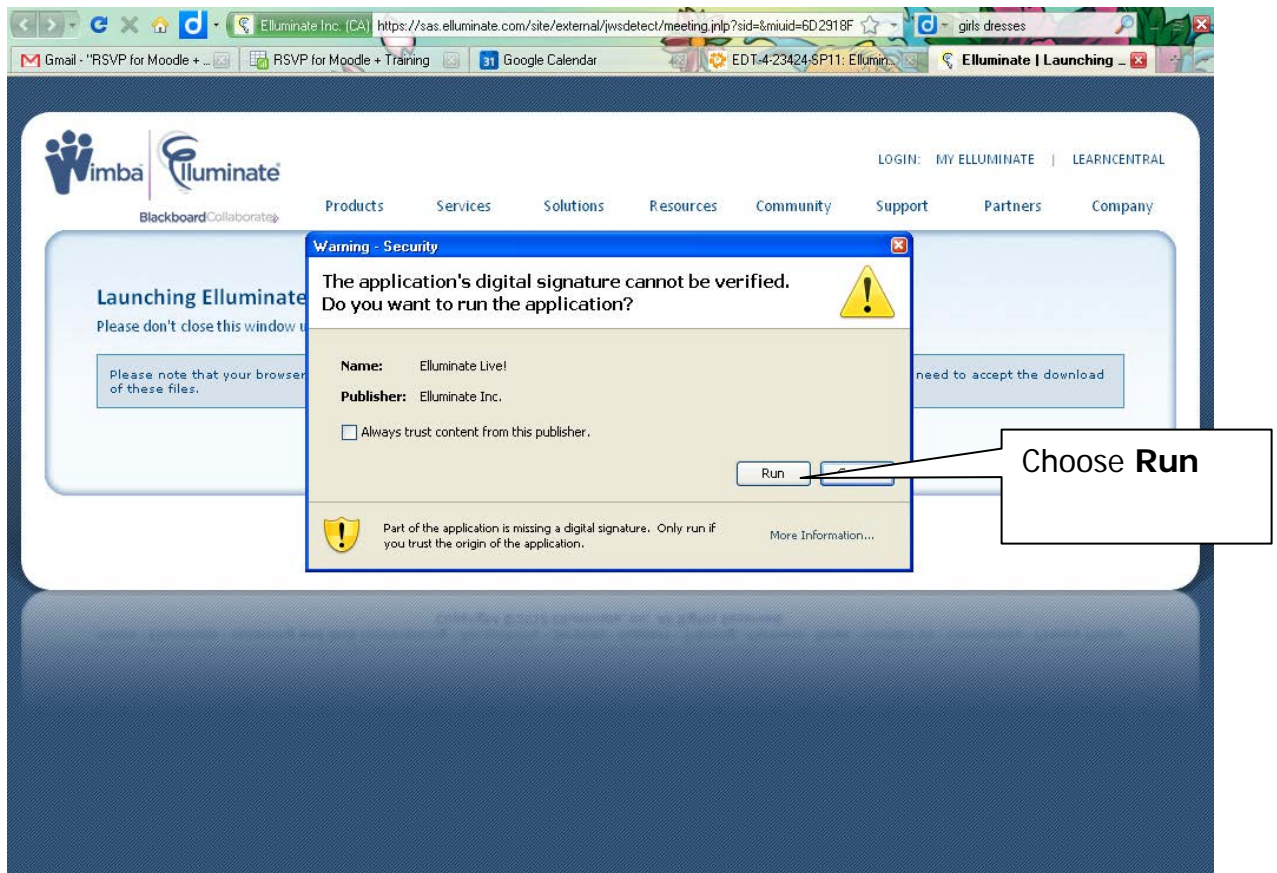 Elluminate Inc. (CA) https://sas.elluminate.com/site/external/jwsdetect/meeting.jnlp?sid=&miuid=6D2918F
girls dresses
Gmail - "RSVP for Moodle + ...
RSVP for Moodle + Training
31 Google Calendar
EDT-4-23424-SP11: Ellumin...
Elluminate | Launching ...
Wimba Elluminate
BlackboardCollaborate
LOGIN: MY ELLUMINATE | LEARNCENTRAL
Products Services Solutions Resources Community Support Partners Company
Launching Elluminate
Please don't close this window u
Please note that your browser
need to accept the download
of these files.
Warning - Security
The application's digital signature cannot be verified.
Do you want to run the application?
Name: Elluminate Live!
Publisher: Elluminate Inc.
Always trust content from this publisher.
Run
Part of the application is missing a digital signature. Only run if
you trust the origin of the application.
More Information...
Choose Run